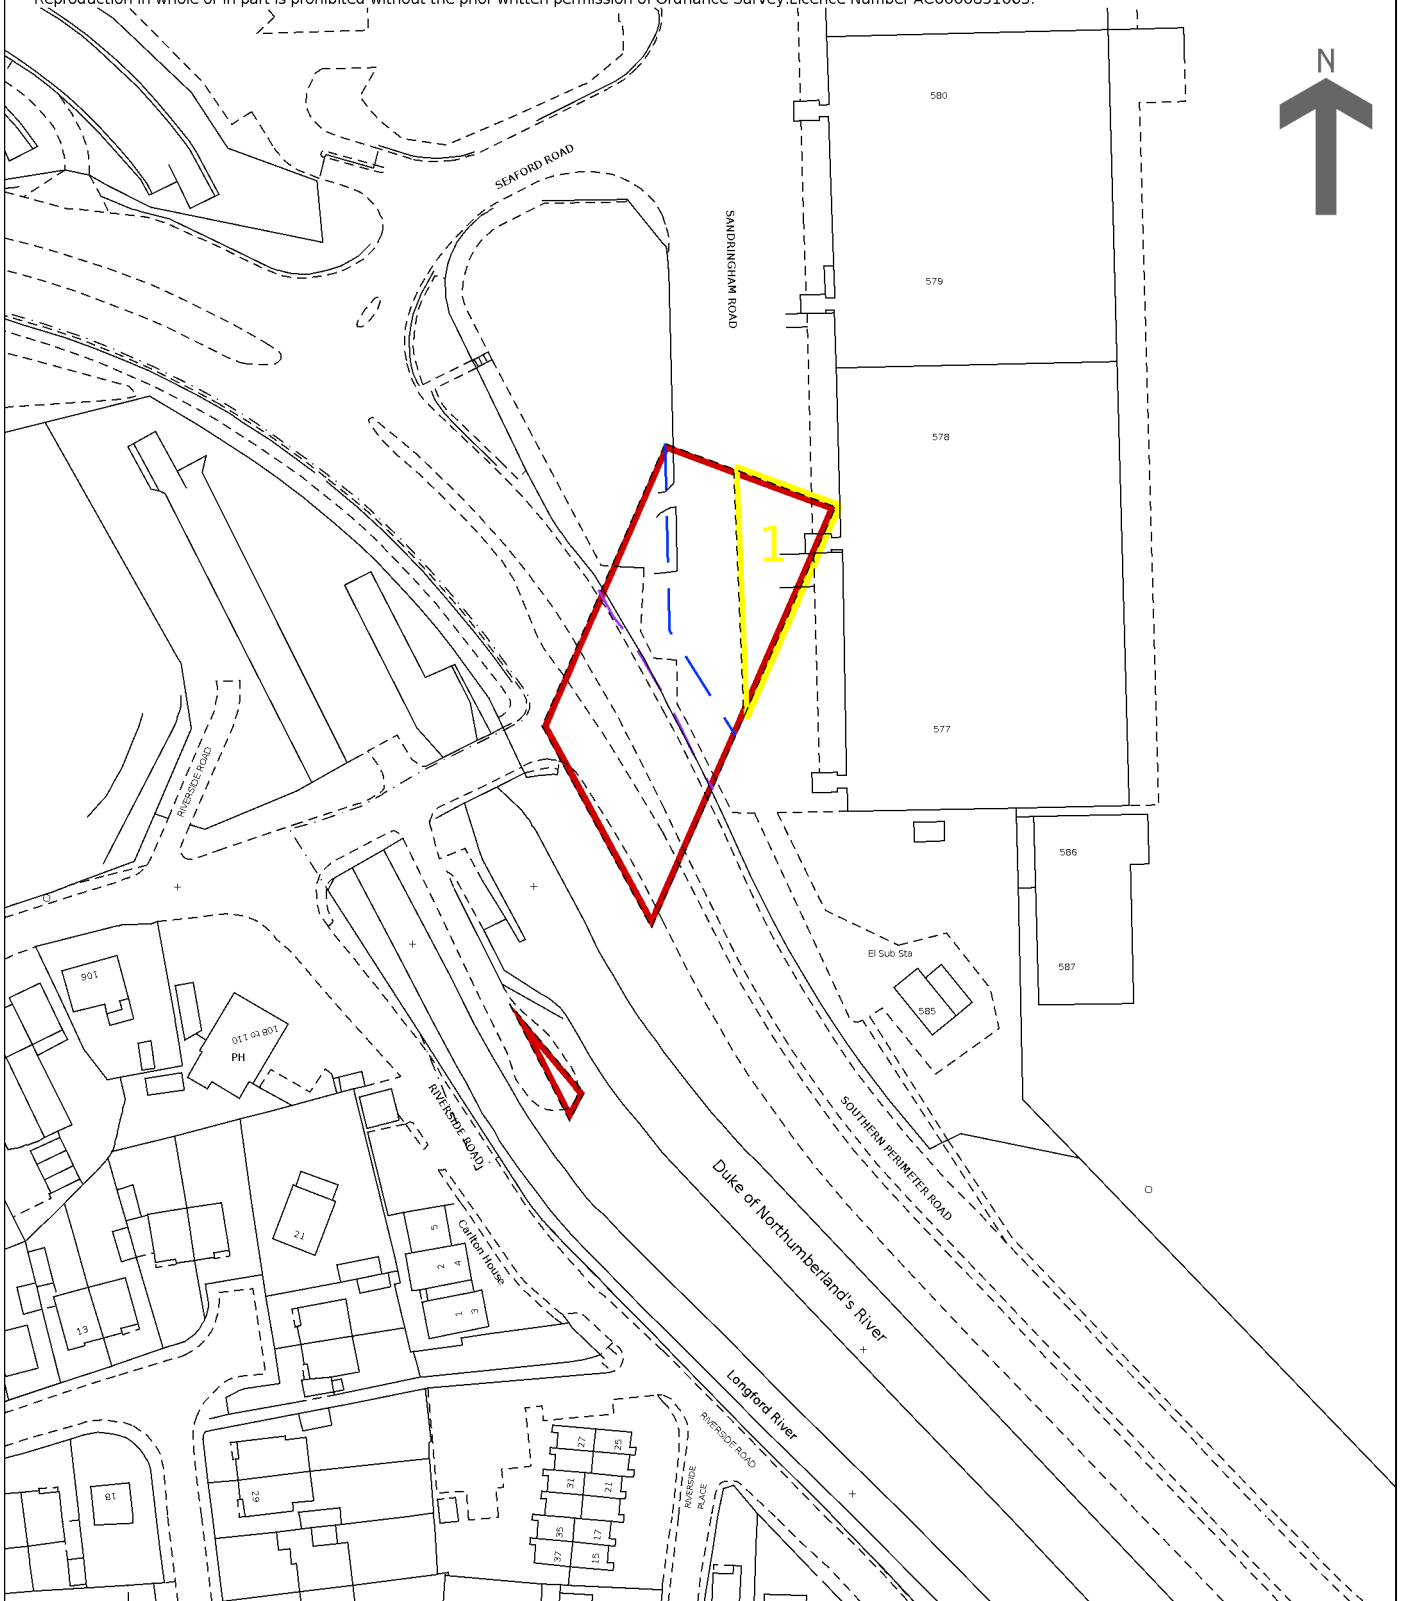 Reproduction in whole or in part is prohibited without the prior written permission of Ordnance Survey.Licence Number AC0000851063.
N
580
SEAFORD ROAD
SANDRINGHAM ROAD
579
578
1
577
RIVERSIDE ROAD
586
El Sub Sta
587
585
106
108 to 110
PH
RIVERSIDE ROAD
SOUTHERN PERIMETER ROAD
Duke of Northumberland's River
21
5
2
4
1
3
Carlton House
13
Longford River
RIVERSIDE ROAD
RIVERSIDE
PLACE
27
25
31
21
35
17
37
15
29
18